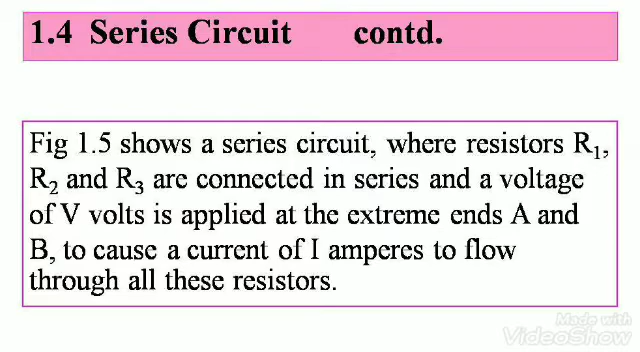 1.4 Series Circuit contd.
Fig 1.5 shows a series circuit, where resistors R₁,
R₂ and R₃ are connected in series and a voltage
of V volts is applied at the extreme ends A and
B, to cause a current of I amperes to flow
through all these resistors.
Made with
VideoShow